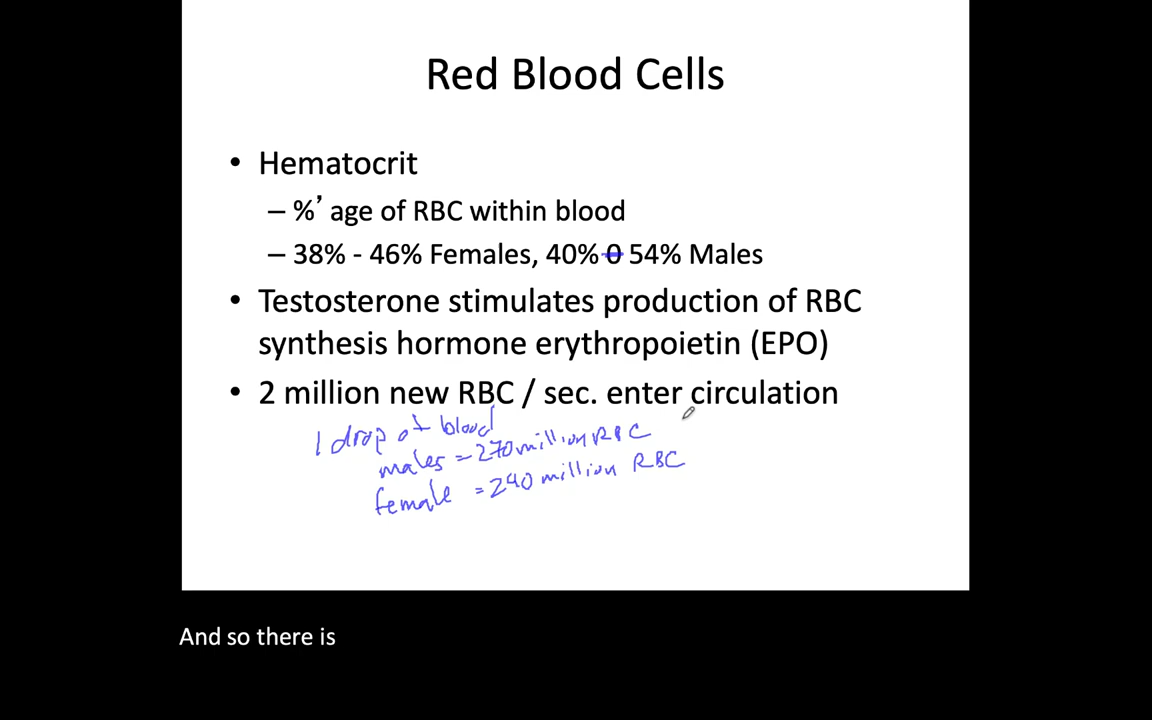 Red Blood Cells
• Hematocrit
– %’ age of RBC within blood
– 38% - 46% Females, 40% 0 54% Males
• Testosterone stimulates production of RBC
synthesis hormone erythropoietin (EPO)
• 2 million new RBC / sec. enter circulation
1 drop of blood
males = 270 million RBC
female = 240 million RBC
And so there is